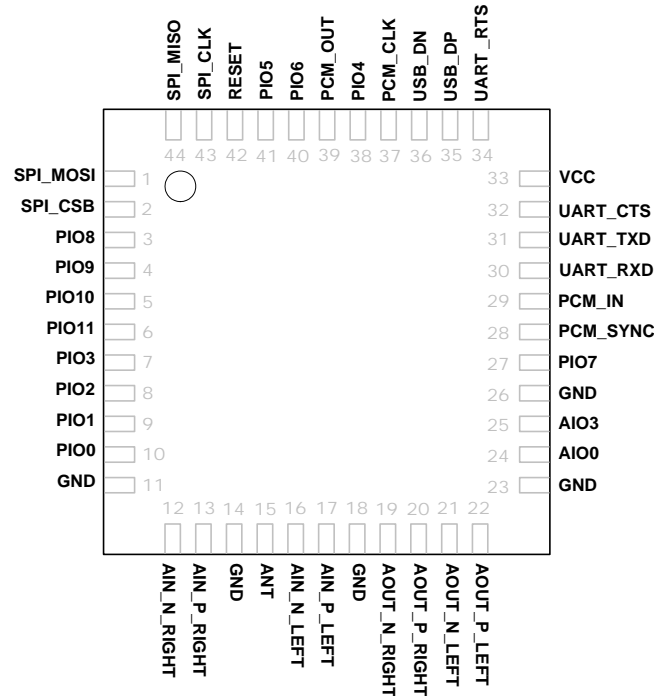 SPI_MISO
SPI_CLK
RESET
PIO5
PIO6
PCM_OUT
PIO4
PCM_CLK
USB_DN
USB_DP
UART _RTS
44 43 42 41 40 39 38 37 36 35 34
SPI_MOSI 1
SPI_CSB 2
PIO8 3
PIO9 4
PIO10 5
PIO11 6
PIO3 7
PIO2 8
PIO1 9
PIO0 10
GND 11
33 VCC
32 UART_CTS
31 UART_TXD
30 UART_RXD
29 PCM_IN
28 PCM_SYNC
27 PIO7
26 GND
25 AIO3
24 AIO0
23 GND
12 13 14 15 16 17 18 19 20 21 22
AIN_N_RIGHT
AIN_P_RIGHT
GND
ANT
AIN_N_LEFT
AIN_P_LEFT
GND
AOUT_N_RIGHT
AOUT_P_RIGHT
AOUT_N_LEFT
AOUT_P_LEFT